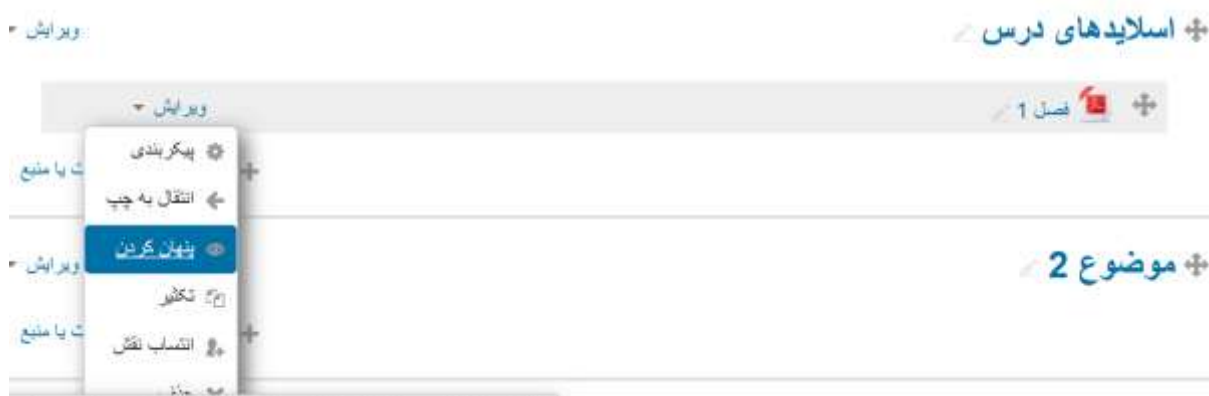 اسلایدهای درس
ویرایش
فصل 1
ویرایش
پیکربندی
ت یا منبع
انتقال به چپ
پنهان کردن
موضوع 2
ویرایش
تکثیر
ت یا منبع
انتساب نقش
حذف